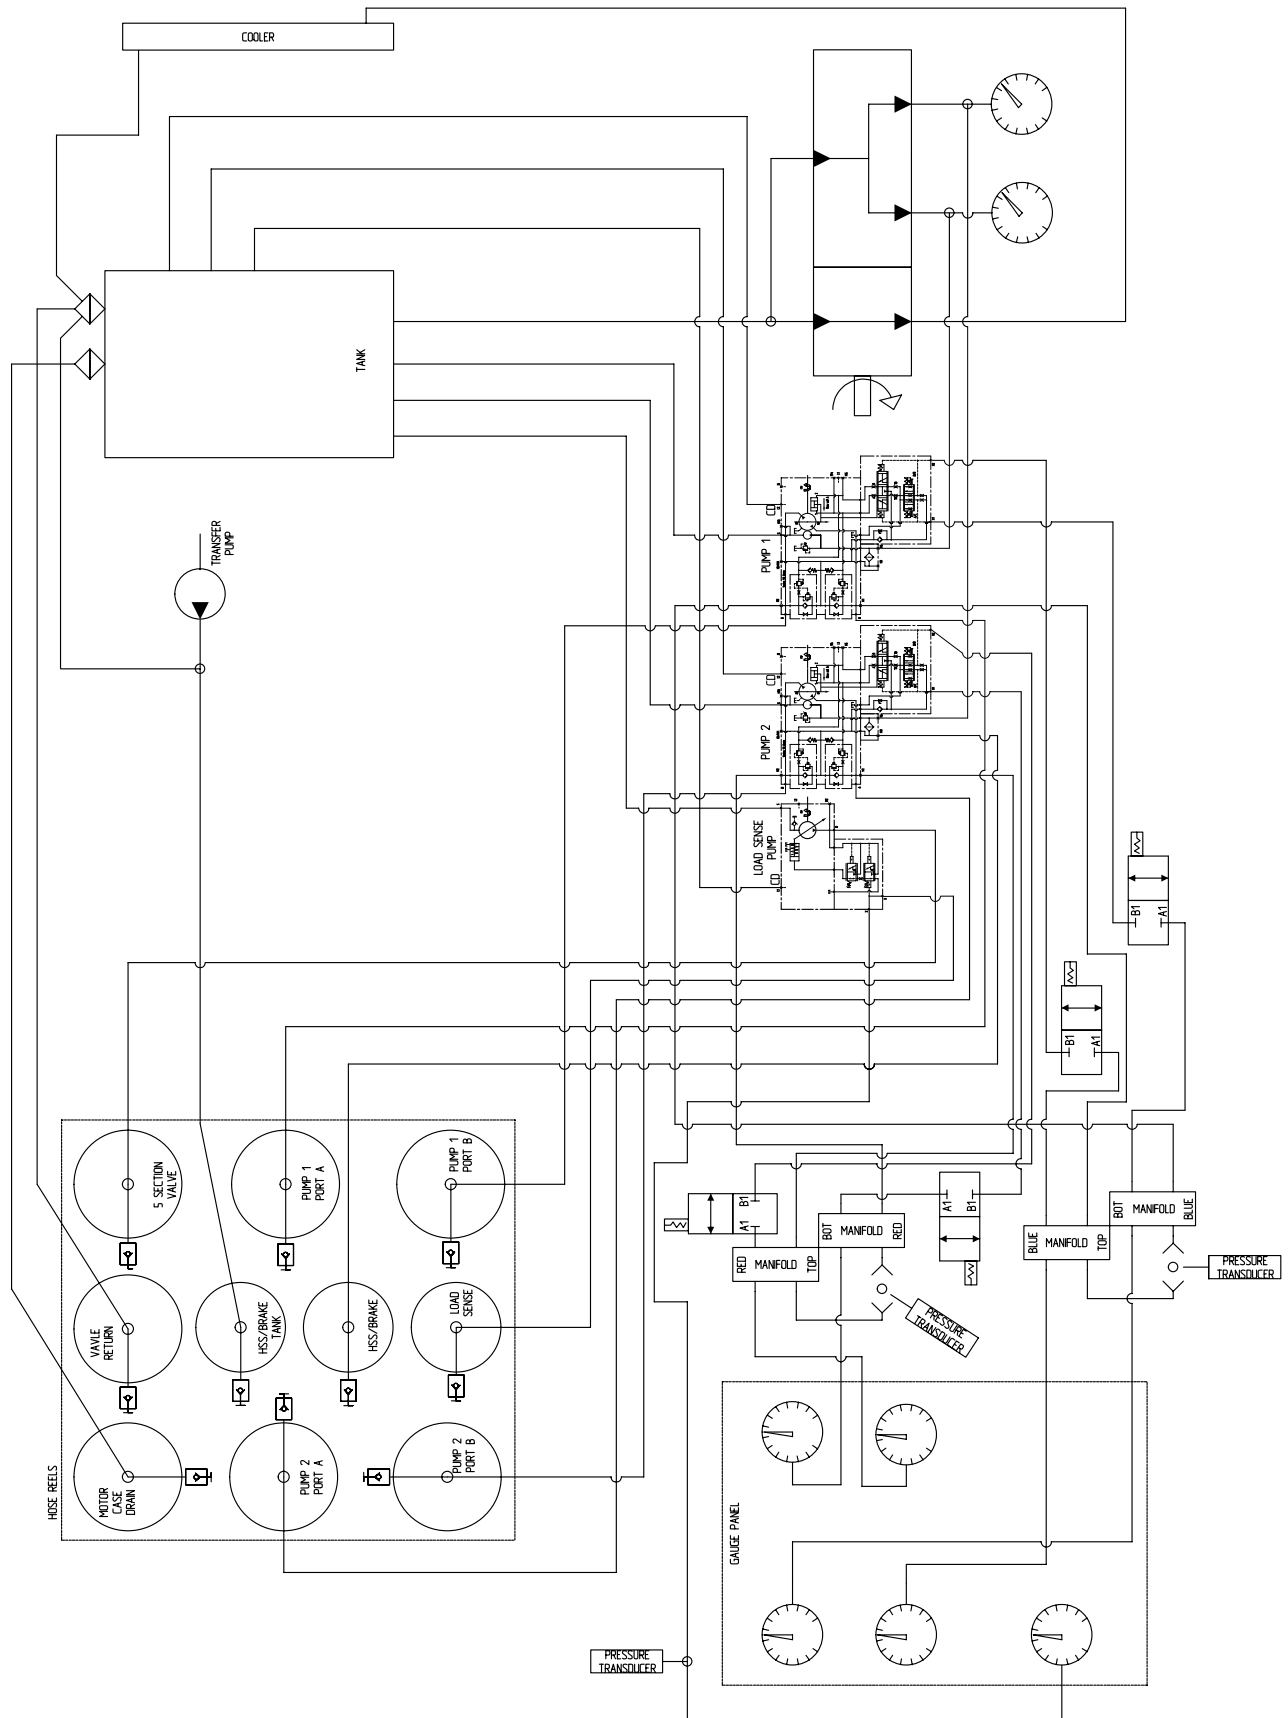 COOLER
TANK
TRANSFER
PUMP
CD
PUMP 1
CD
PUMP 2
LOAD SENSE
PUMP
CD
B1
A1
B1
A1
HOSE REELS
5 SECTION
VALVE
PUMP 1
PORT A
PUMP 1
PORT B
VAVLE
RETURN
HSS/BRAKE
TANK
HSS/BRAKE
LOAD
SENSE
MOTOR
CASE
DRAIN
PUMP 2
PORT A
PUMP 2
PORT B
A1
B1
RED
MANIFOLD
TOP
BOT
MANIFOLD
RED
A1
B1
BLUE
MANIFOLD
TOP
BOT
MANIFOLD
BLUE
PRESSURE
TRANSDUCER
PRESSURE
TRANSDUCER
GAUGE PANEL
PRESSURE
TRANSDUCER